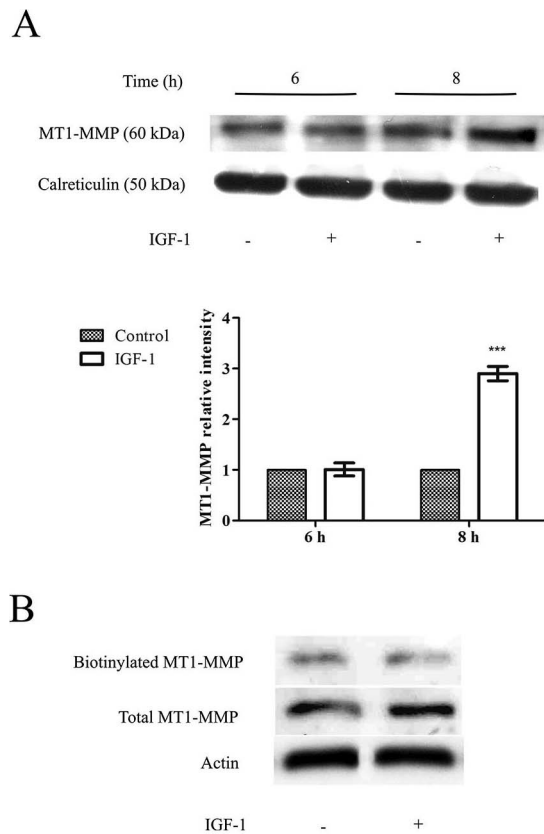 A
Time (h) 6 8
MT1-MMP (60 kDa)
Calreticulin (50 kDa)
IGF-1 - + - +
Control
IGF-1
MT1-MMP relative intensity
4
3
2
1
0
***
6 h 8 h
B
Biotinylated MT1-MMP
Total MT1-MMP
Actin
IGF-1 - +